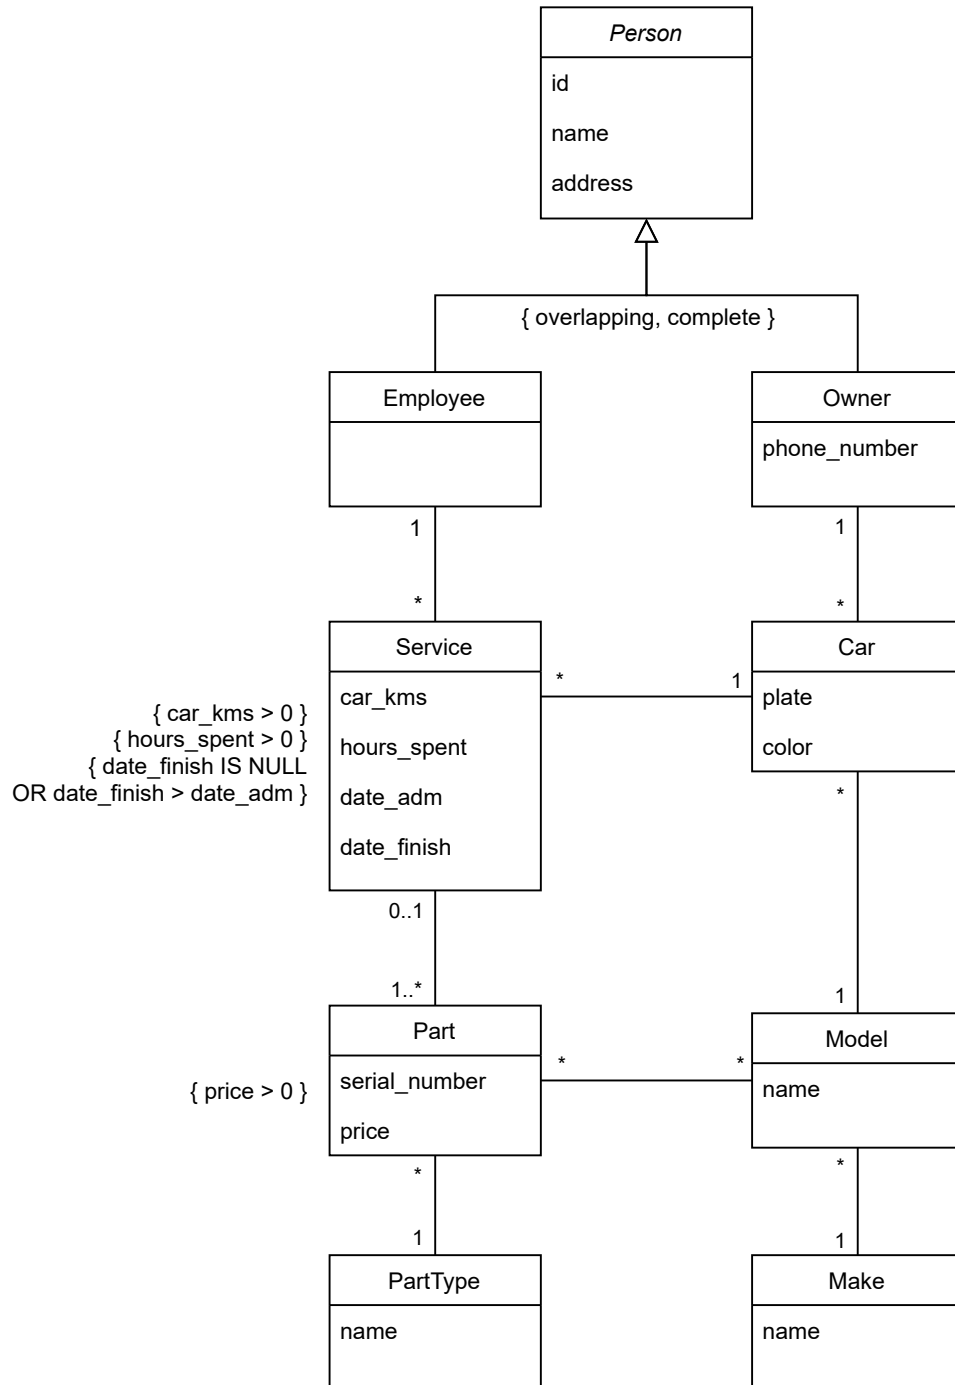 Person
id
name
address
{ overlapping, complete }
Employee
Owner
phone_number
1
1
*
*
Service
Car
car_kms
hours_spent
date_adm
date_finish
*
1
plate
color
{ car_kms > 0 }
{ hours_spent > 0 }
{ date_finish IS NULL
OR date_finish > date_adm }
*
0..1
1..*
1
Part
Model
serial_number
price
*
*
name
{ price > 0 }
*
*
1
1
PartType
Make
name
name